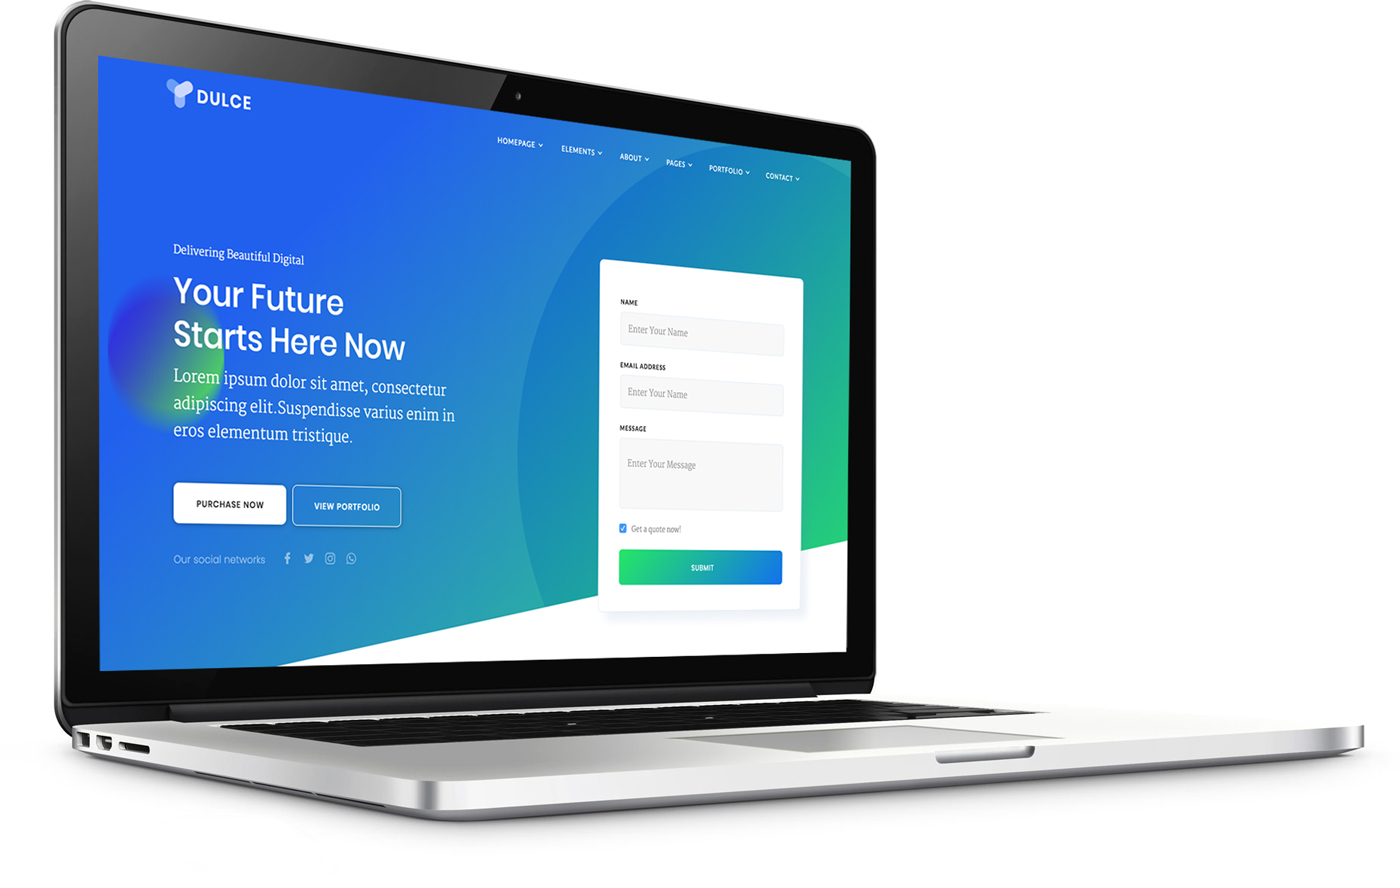 DULCE
HOMEPAGE
ELEMENTS
ABOUT
PAGES
PORTFOLIO
CONTACT
Delivering Beautiful Digital
Your Future
Starts Here Now
Lorem ipsum dolor sit amet, consectetur
adipiscing elit.Suspendisse varius enim in
eros elementum tristique.
PURCHASE NOW
VIEW PORTFOLIO
Our social networks
NAME
Enter Your Name
EMAIL ADDRESS
Enter Your Name
MESSAGE
Enter Your Message
Get a quote now!
SUBMIT